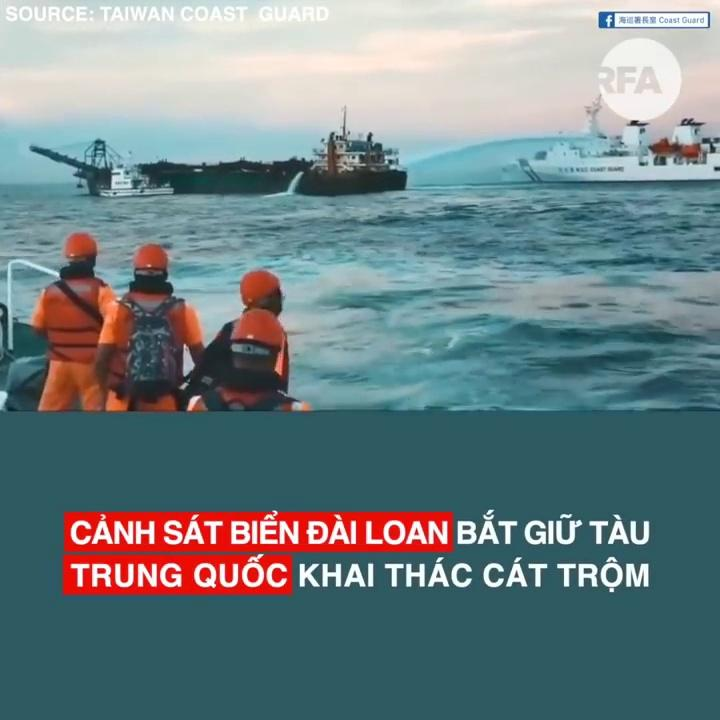 SOURCE: TAIWAN COAST GUARD
海巡署長室 Coast Guard
RFA
CẢNH SÁT BIỂN ĐÀI LOAN BẮT GIỮ TÀU
TRUNG QUỐC KHAI THÁC CÁT TRỘM